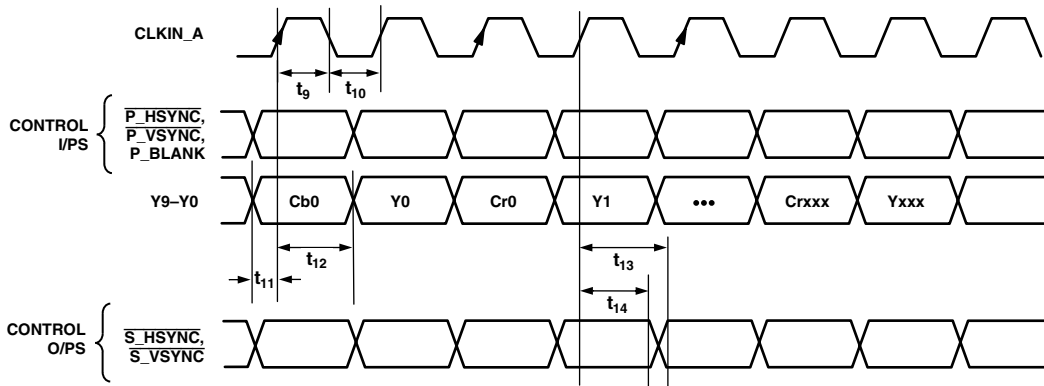 CLKIN_A
t9
t10
CONTROL
I/PS
P_HSYNC,
P_VSYNC,
P_BLANK
Y9–Y0
Cb0
Y0
Cr0
Y1
•••
Crxxx
Yxxx
t12
t13
t11
t14
CONTROL
O/PS
S_HSYNC,
S_VSYNC